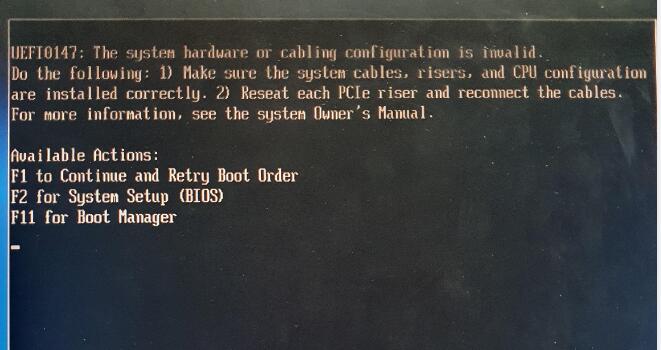 UEFI0147: The system hardware or cabling configuration is invalid.
Do the following: 1) Make sure the system cables, risers, and CPU configuration
are installed correctly. 2) Reseat each PCIe riser and reconnect the cables.
For more information, see the system Owner's Manual.
Available Actions:
F1 to Continue and Retry Boot Order
F2 for System Setup (BIOS)
F11 for Boot Manager